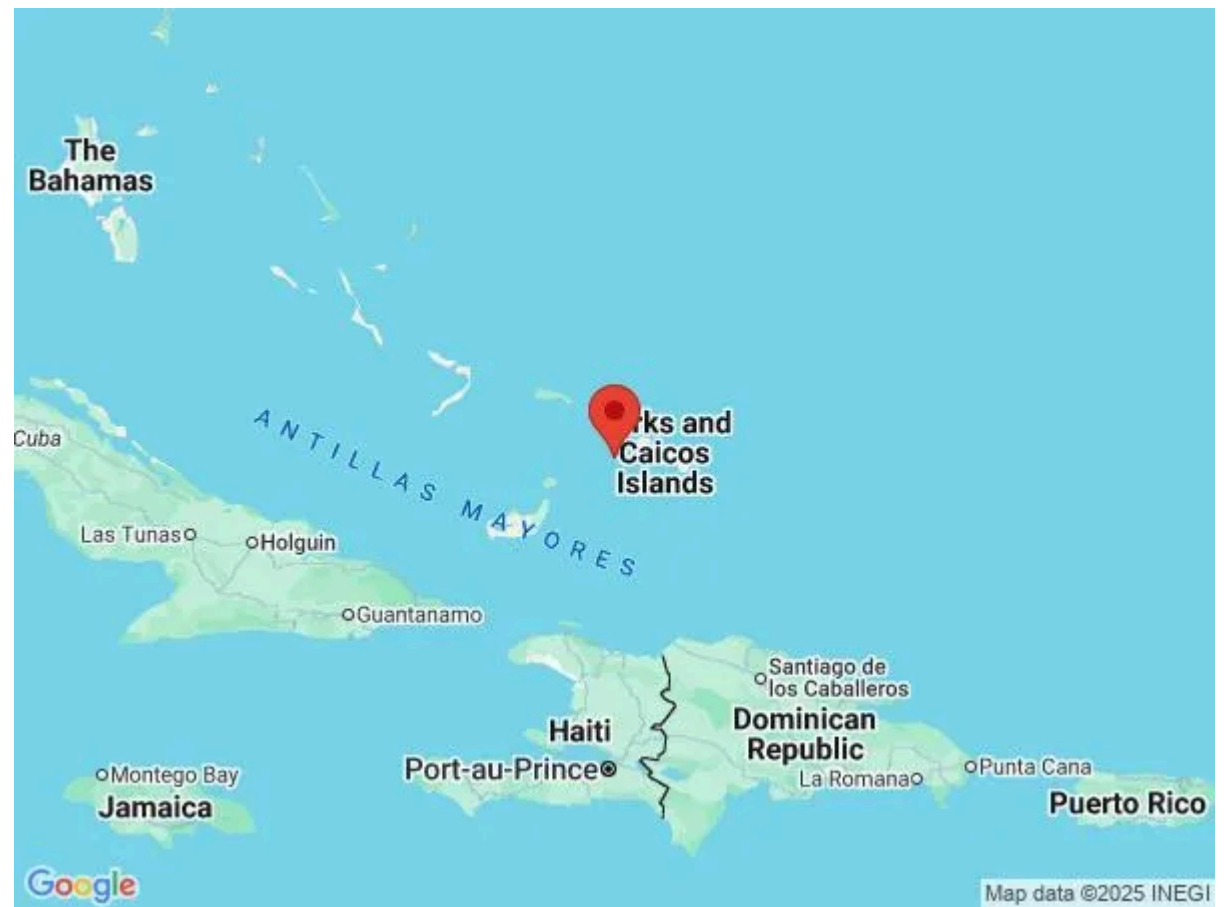 The
Bahamas
rks and
Caicos
Islands
Cuba
ANTILLAS MAYORES
Las Tunas
Holguin
Guantanamo
Santiago de
los Caballeros
Haiti
Dominican
Republic
Port-au-Prince
Montego Bay
Jamaica
La Romana
Punta Cana
Puerto Rico
Google
Map data ©2025 INEGI